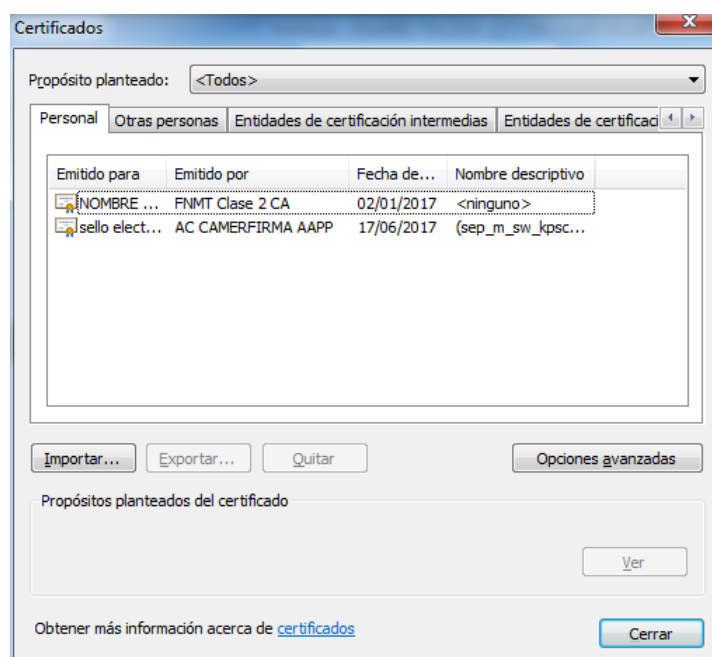 Certificados
Propósito planteado: <Todos>
Personal Otras personas Entidades de certificación intermedias Entidades de certificaci
Emitido para Emitido por Fecha de... Nombre descriptivo
NOMBRE ... FNMT Clase 2 CA 02/01/2017 <ninguno>
sello elect... AC CAMERFIRMA AAPP 17/06/2017 (sep_m_sw_kpsc...
Importar... Exportar... Quitar Opciones avanzadas
Propósitos planteados del certificado
Ver
Obtener más información acerca de certificados
Cerrar